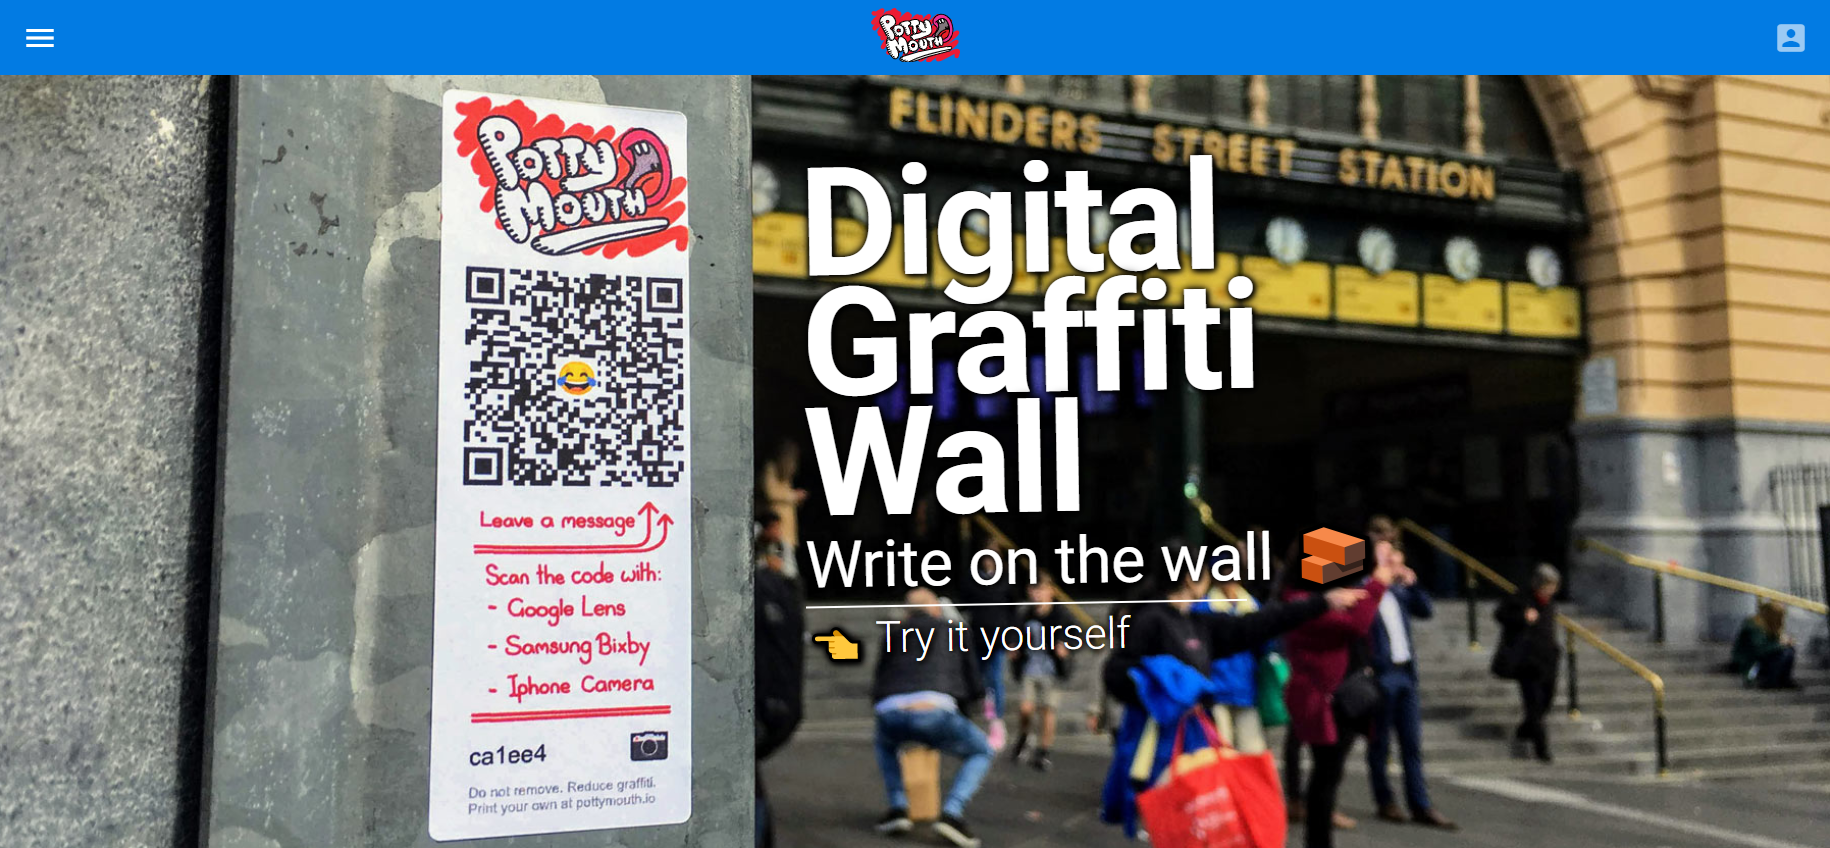 Potty
Mouth
Potty
Mouth
Leave a message
Scan the code with:
- Google Lens
- Samsung Bixby
- Iphone Camera
ca1ee4
Do not remove. Reduce graffiti.
Print your own at pottymouth.io
FLINDERS STREET STATION
Digital
Graffiti
Wall
Write on the wall
Try it yourself